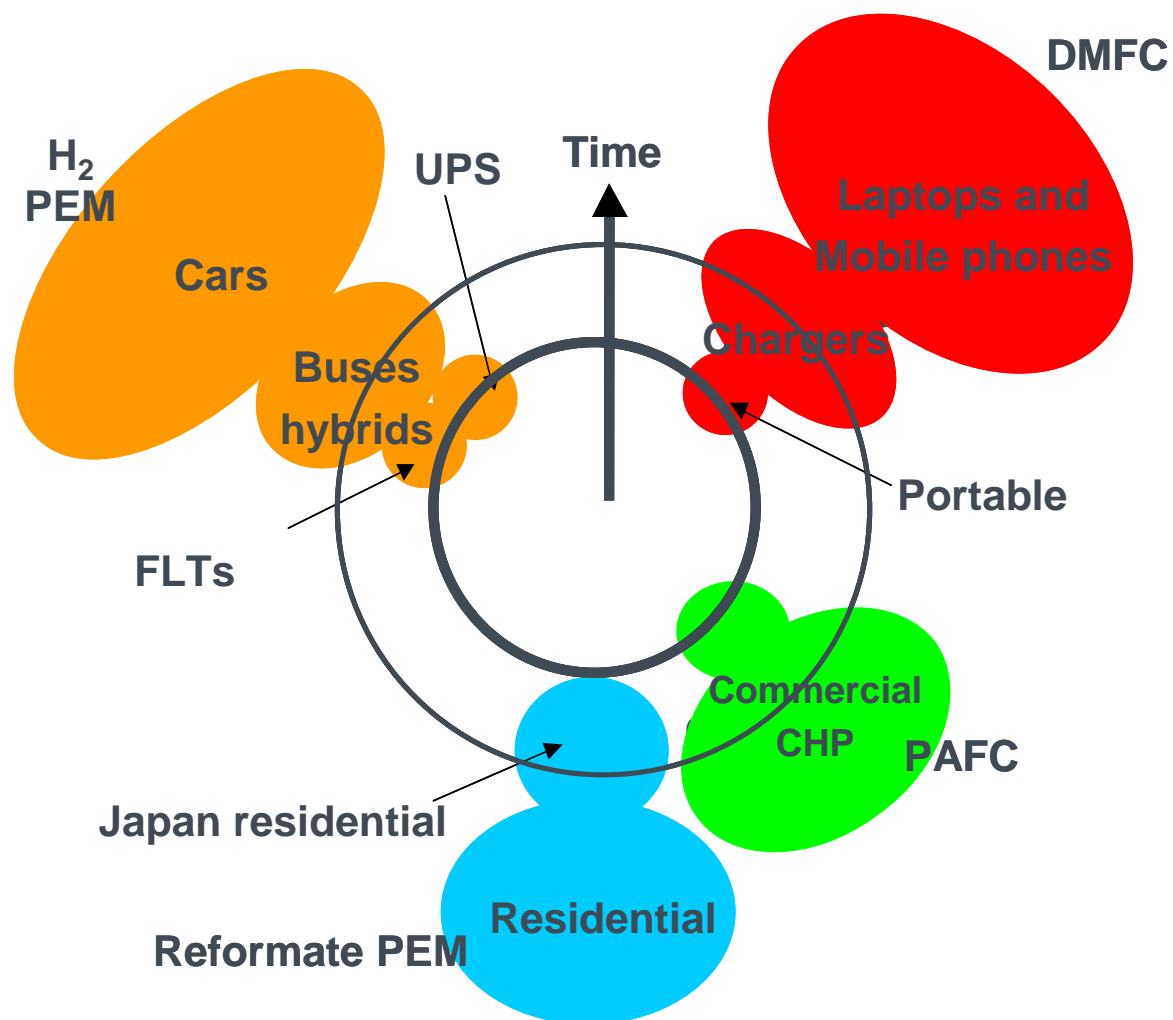 DMFC
H₂
PEM
UPS
Time
Laptops and
Mobile phones
Cars
Chargers
Buses
hybrids
Portable
FLTs
Commercial
CHP
PAFC
Japan residential
Residential
Reformate PEM